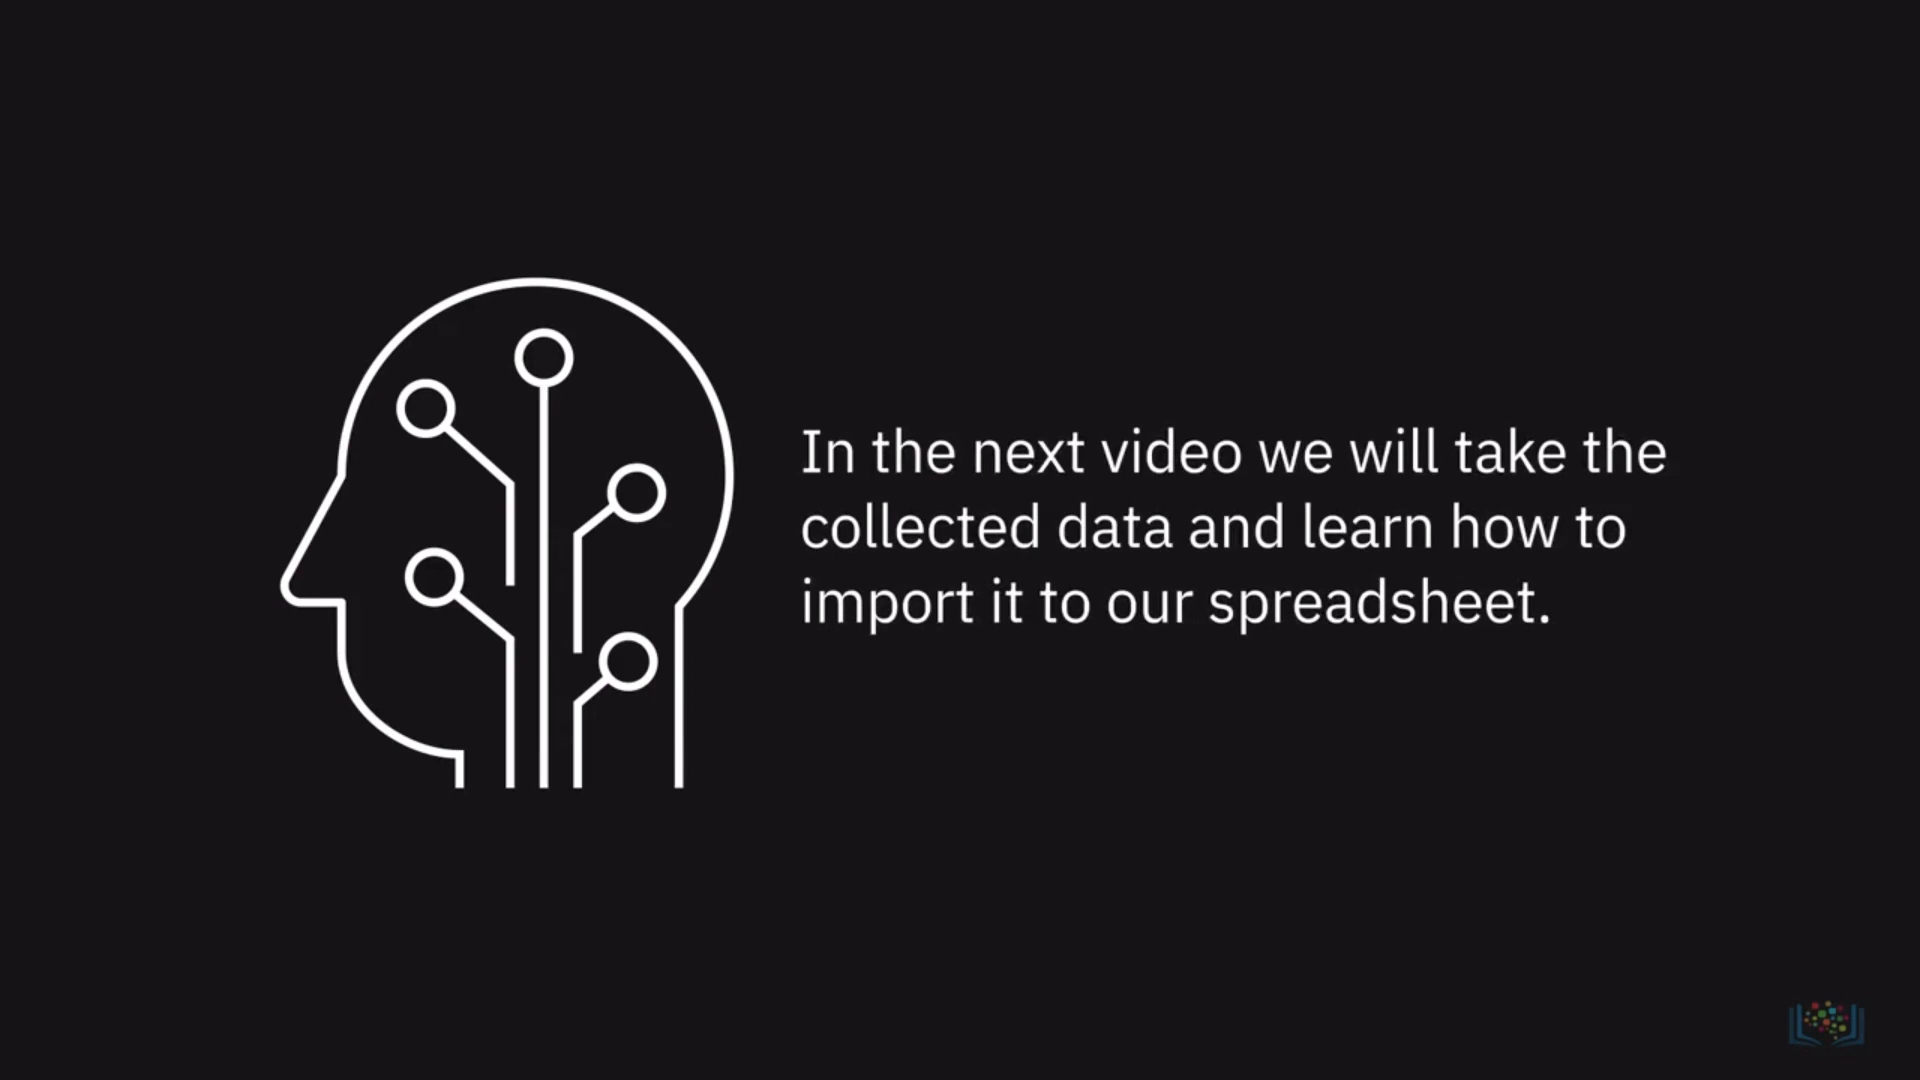 In the next video we will take the
collected data and learn how to
import it to our spreadsheet.